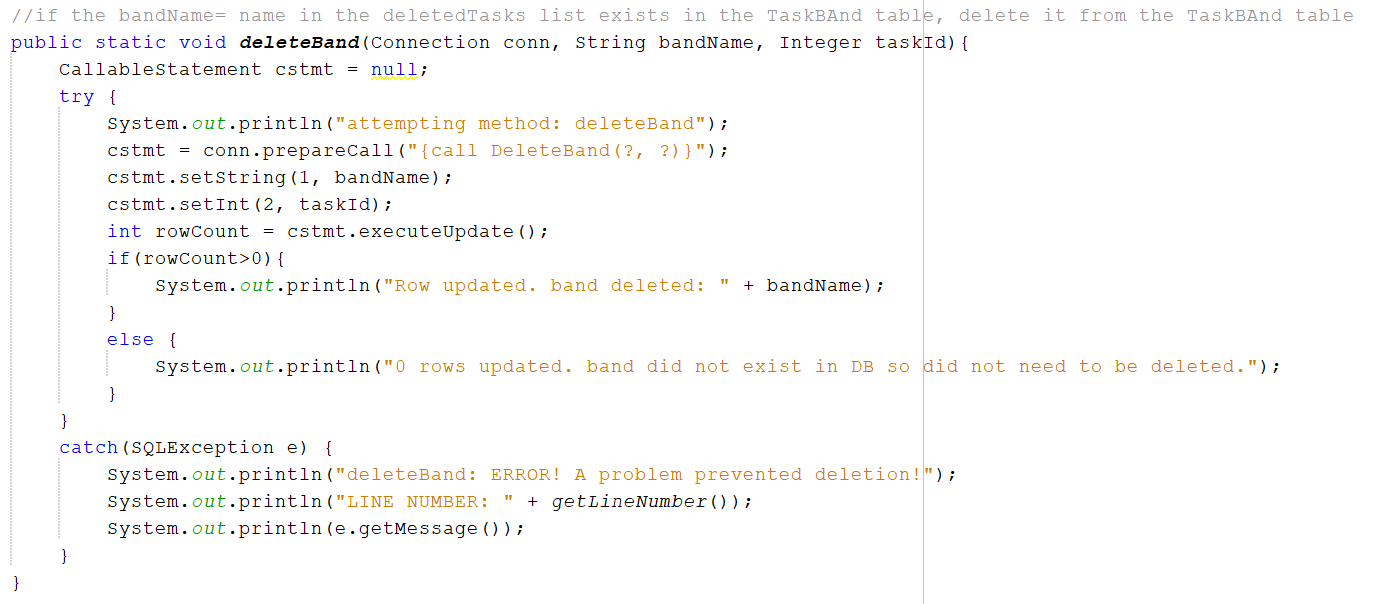 //if the bandName= name in the deletedTasks list exists in the TaskBAnd table, delete it from the TaskBAnd table
public static void deleteBand(Connection conn, String bandName, Integer taskId){
    CallableStatement cstmt = null;
    try {
        System.out.println("attempting method: deleteBand");
        cstmt = conn.prepareCall("{call DeleteBand(?, ?)}");
        cstmt.setString(1, bandName);
        cstmt.setInt(2, taskId);
        int rowCount = cstmt.executeUpdate();
        if(rowCount>0){
            System.out.println("Row updated. band deleted: " + bandName);
        }
        else {
            System.out.println("0 rows updated. band did not exist in DB so did not need to be deleted.");
        }
    }
    catch(SQLException e) {
        System.out.println("deleteBand: ERROR! A problem prevented deletion!");
        System.out.println("LINE NUMBER: " + getLineNumber());
        System.out.println(e.getMessage());
    }
}